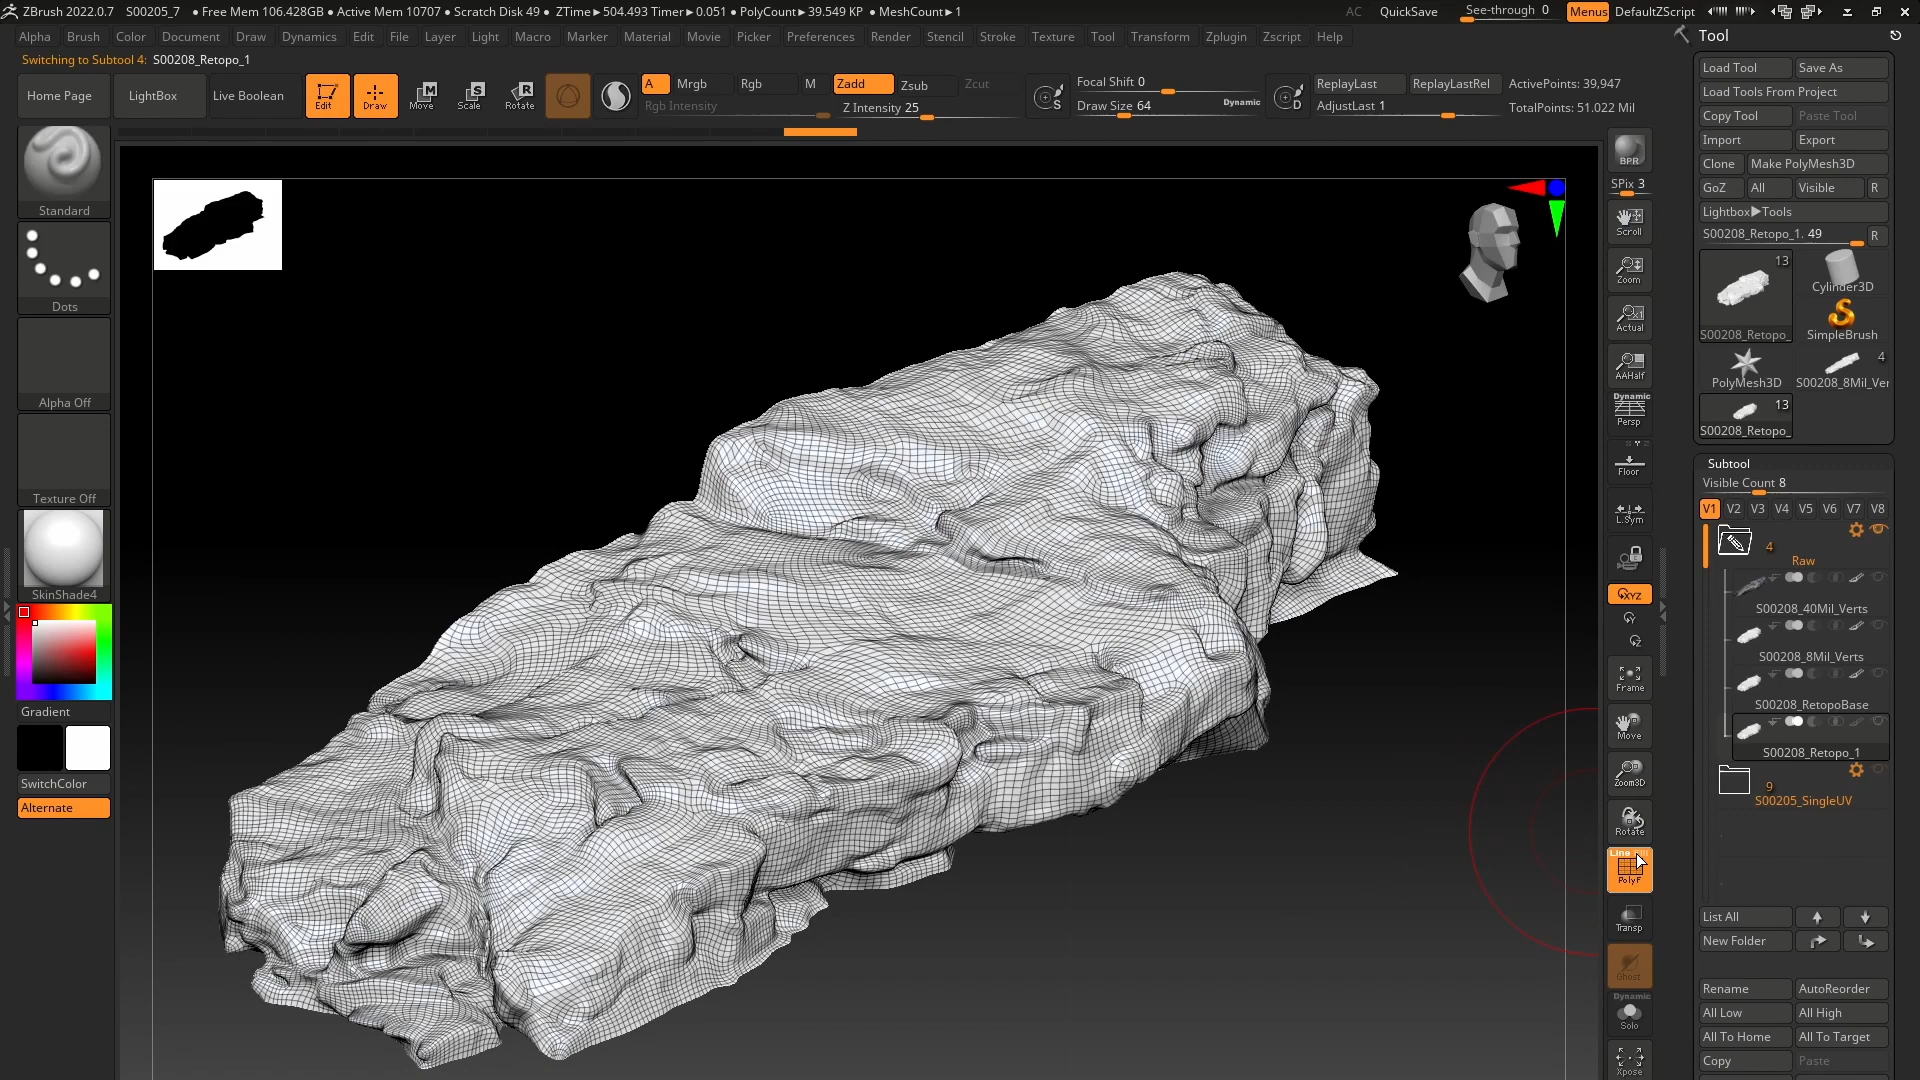 ZBrush 2022.0.7 S00205_7 ● Free Mem 106.428GB ● Active Mem 10707 ● Scratch Disk 49 ● ZTime►504.493 Timer►0.051 ● PolyCount►39.549 KP ● MeshCount►1 AC QuickSave See-through 0 Menus DefaultZScript
Alpha Brush Color Document Draw Dynamics Edit File Layer Light Macro Marker Material Movie Picker Preferences Render Stencil Stroke Texture Tool Transform Zplugin Zscript Help
Switching to Subtool 4: S00208_Retopo_1
Home Page LightBox Live Boolean Edit Draw Move Scale Rotate
M S R
A Mrgb Rgb M Zadd Zsub Zcut
Rgb Intensity Z Intensity 25
S Focal Shift 0
Draw Size 64 Dynamic
D ReplayLast ReplayLastRel ActivePoints: 39,947
AdjustLast 1 TotalPoints: 51.022 Mil
Standard
Dots
Alpha Off
Texture Off
SkinShade4
Gradient
SwitchColor
Alternate
BPR
SPix 3
Scroll
Zoom
Actual
AAHalf
Dynamic
Persp
Floor
L.Sym
XYZ
Y
Z
Frame
Move
Zoom3D
Rotate
Line
PolyF
Transp
Ghost
Dynamic
Solo
Xpose
Tool
Load Tool Save As
Load Tools From Project
Copy Tool Paste Tool
Import Export
Clone Make PolyMesh3D
GoZ All Visible R
Lightbox►Tools
S00208_Retopo_1. 49 R
13
S00208_Retopo_
Cylinder3D
SimpleBrush
PolyMesh3D
4
S00208_8Mil_Ver
13
S00208_Retopo_
Subtool
Visible Count 8
V1 V2 V3 V4 V5 V6 V7 V8
4
Raw
S00208_40Mil_Verts
S00208_8Mil_Verts
S00208_RetopoBase
S00208_Retopo_1
9
S00205_SingleUV
List All
New Folder
Rename AutoReorder
All Low All High
All To Home All To Target
Copy Paste